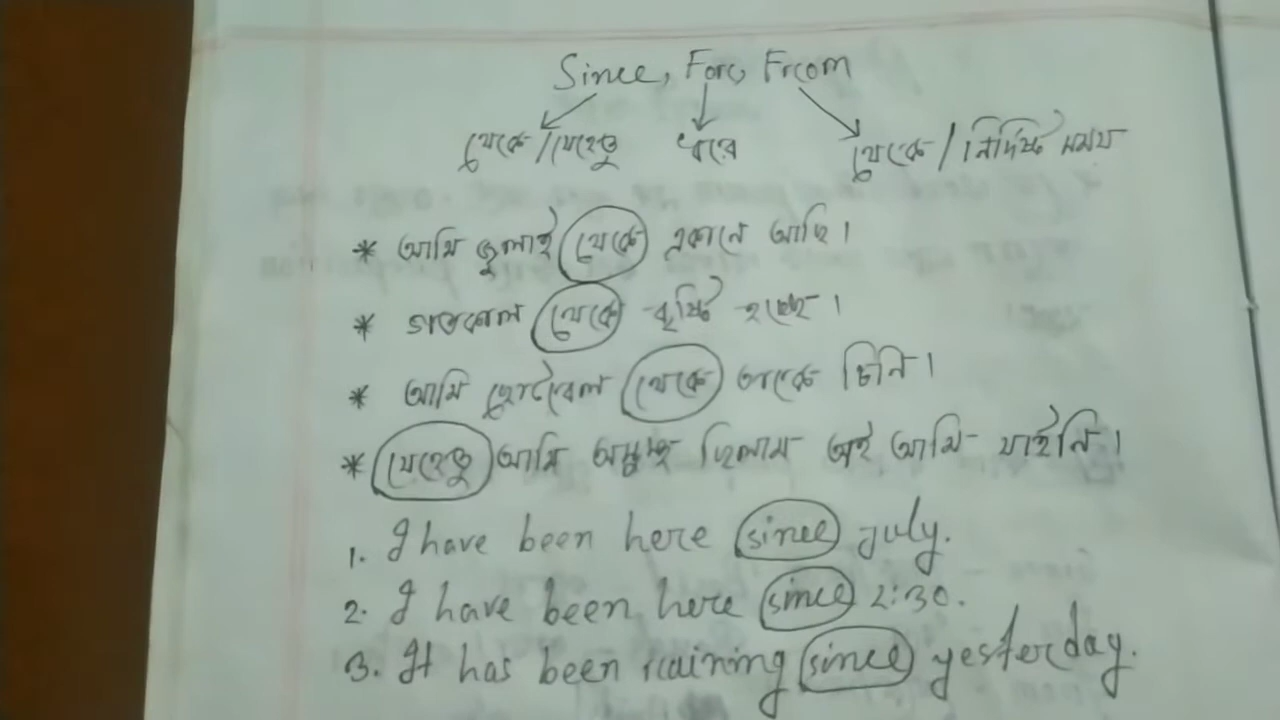 Since, For, From
থেকে/যেহেতু ধরে থেকে/নির্দিষ্ট সময়
* আমি জুলাই থেকে এখানে আছি।
* গতকাল থেকে বৃষ্টি হচ্ছে।
* আমি ছোটবেলা থেকে তাকে চিনি।
* যেহেতু আমি অসুস্থ ছিলাম তাই আমি যাইনি।
1. I have been here since july.
2. I have been here since 2:30.
3. It has been raining since yesterday.